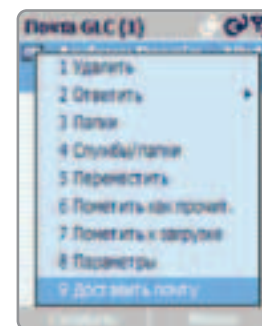 Почта GLC (1)
1 Удалить
2 Ответить
3 Папки
4 Службы/папки
5 Переместить
6 Пометить как прочит.
7 Пометить к загрузке
8 Параметры
9 Доставить почту